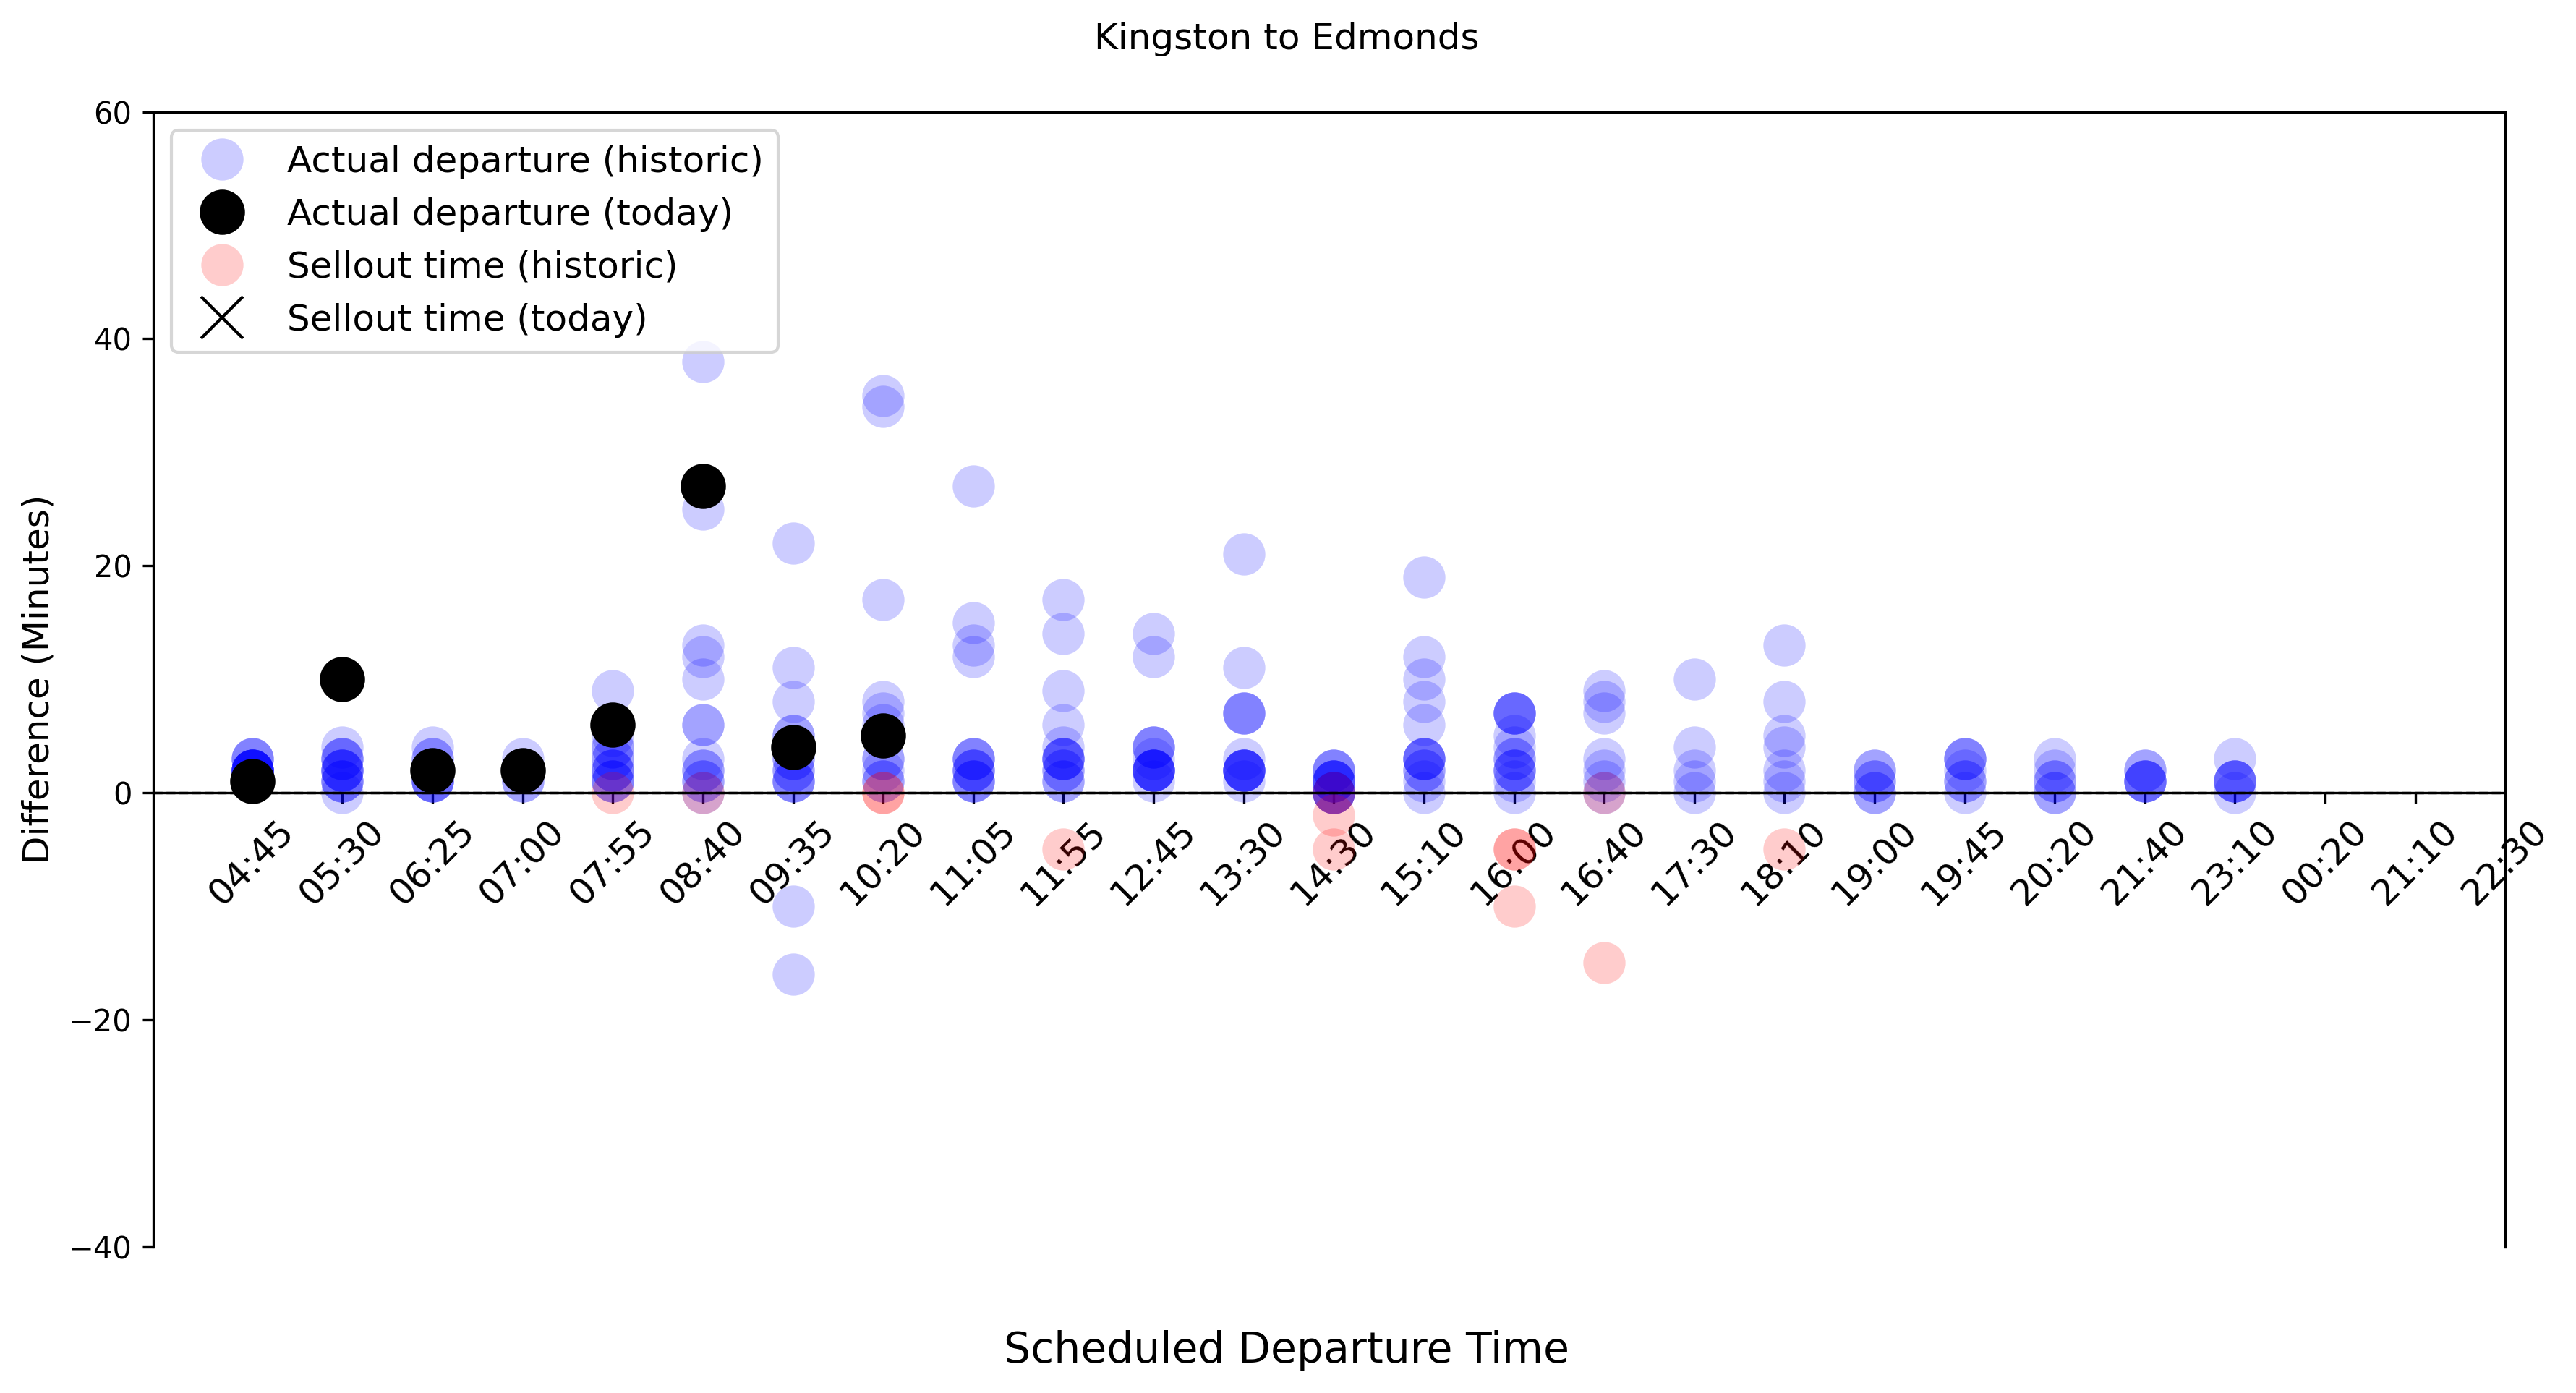 Kingston to Edmonds
60
Actual departure (historic)
Actual departure (today)
Sellout time (historic)
Sellout time (today)
40
20
Difference (Minutes)
0
04:45 05:30 06:25 07:00 07:55 08:40 09:35 10:20 11:05 11:55 12:45 13:30 14:30 15:10 16:00 16:40 17:30 18:10 19:00 19:45 20:20 21:40 23:10 00:20 21:10 22:30
−20
−40
Scheduled Departure Time